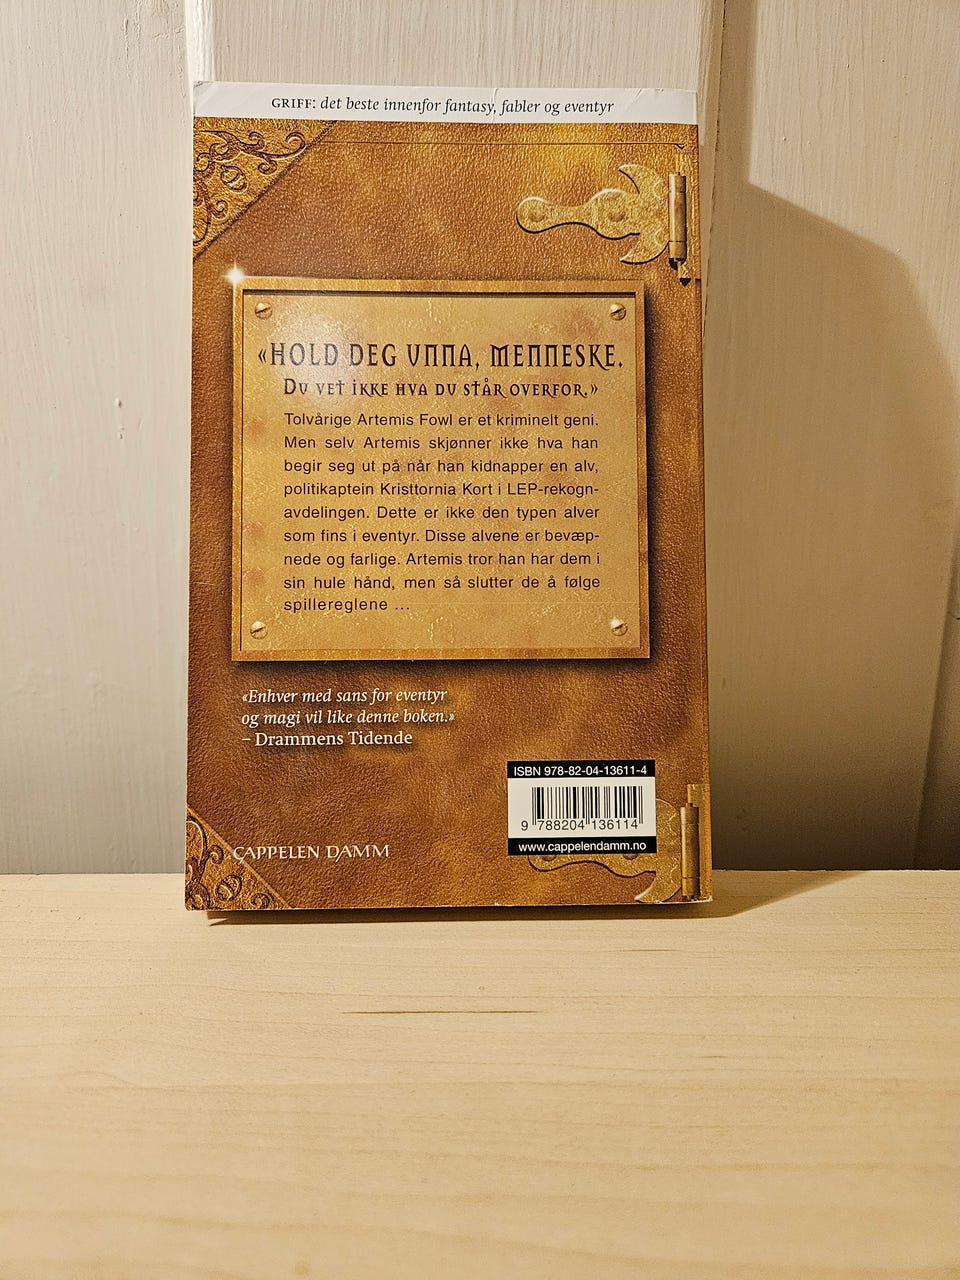 GRIFF: det beste innenfor fantasy, fabler og eventyr
«HOLD DEG UNNA, MENNESKE.
DU VET IKKE HVA DU STÅR OVERFOR.»
Tolvårige Artemis Fowl er et kriminelt geni.
Men selv Artemis skjønner ikke hva han
begir seg ut på når han kidnapper en alv,
politikaptein Kristtornia Kort i LEP-rekogn-
avdelingen. Dette er ikke den typen alver
som fins i eventyr. Disse alvene er bevæp-
nede og farlige. Artemis tror han har dem i
sin hule hånd, men så slutter de å følge
spillereglene ...
«Enhver med sans for eventyr
og magi vil like denne boken.»
– Drammens Tidende
ISBN 978-82-04-13611-4
9 788204 136114
www.cappelendamm.no
CAPPELEN DAMM